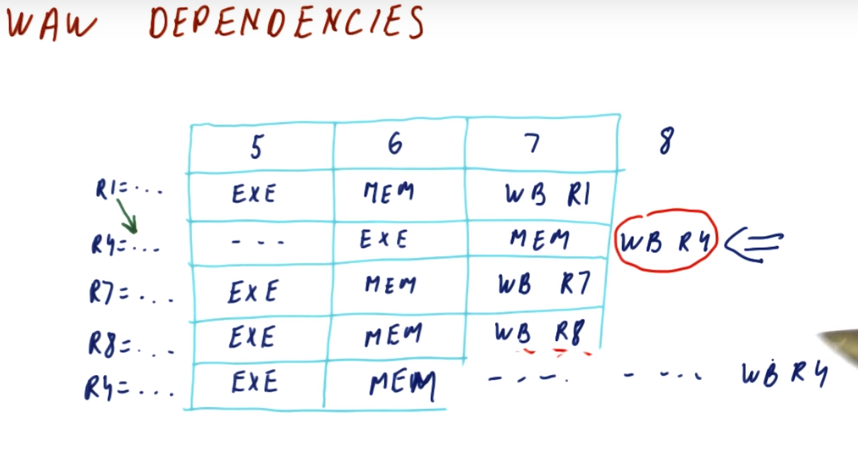 WAW DEPENDENCIES
5 6 7 8
R1=... EXE MEM WB R1
R4=... --- EXE MEM WB R4
R7=... EXE MEM WB R7
R8=... EXE MEM WB R8
R4=... EXE MEM ---. -... WB R4